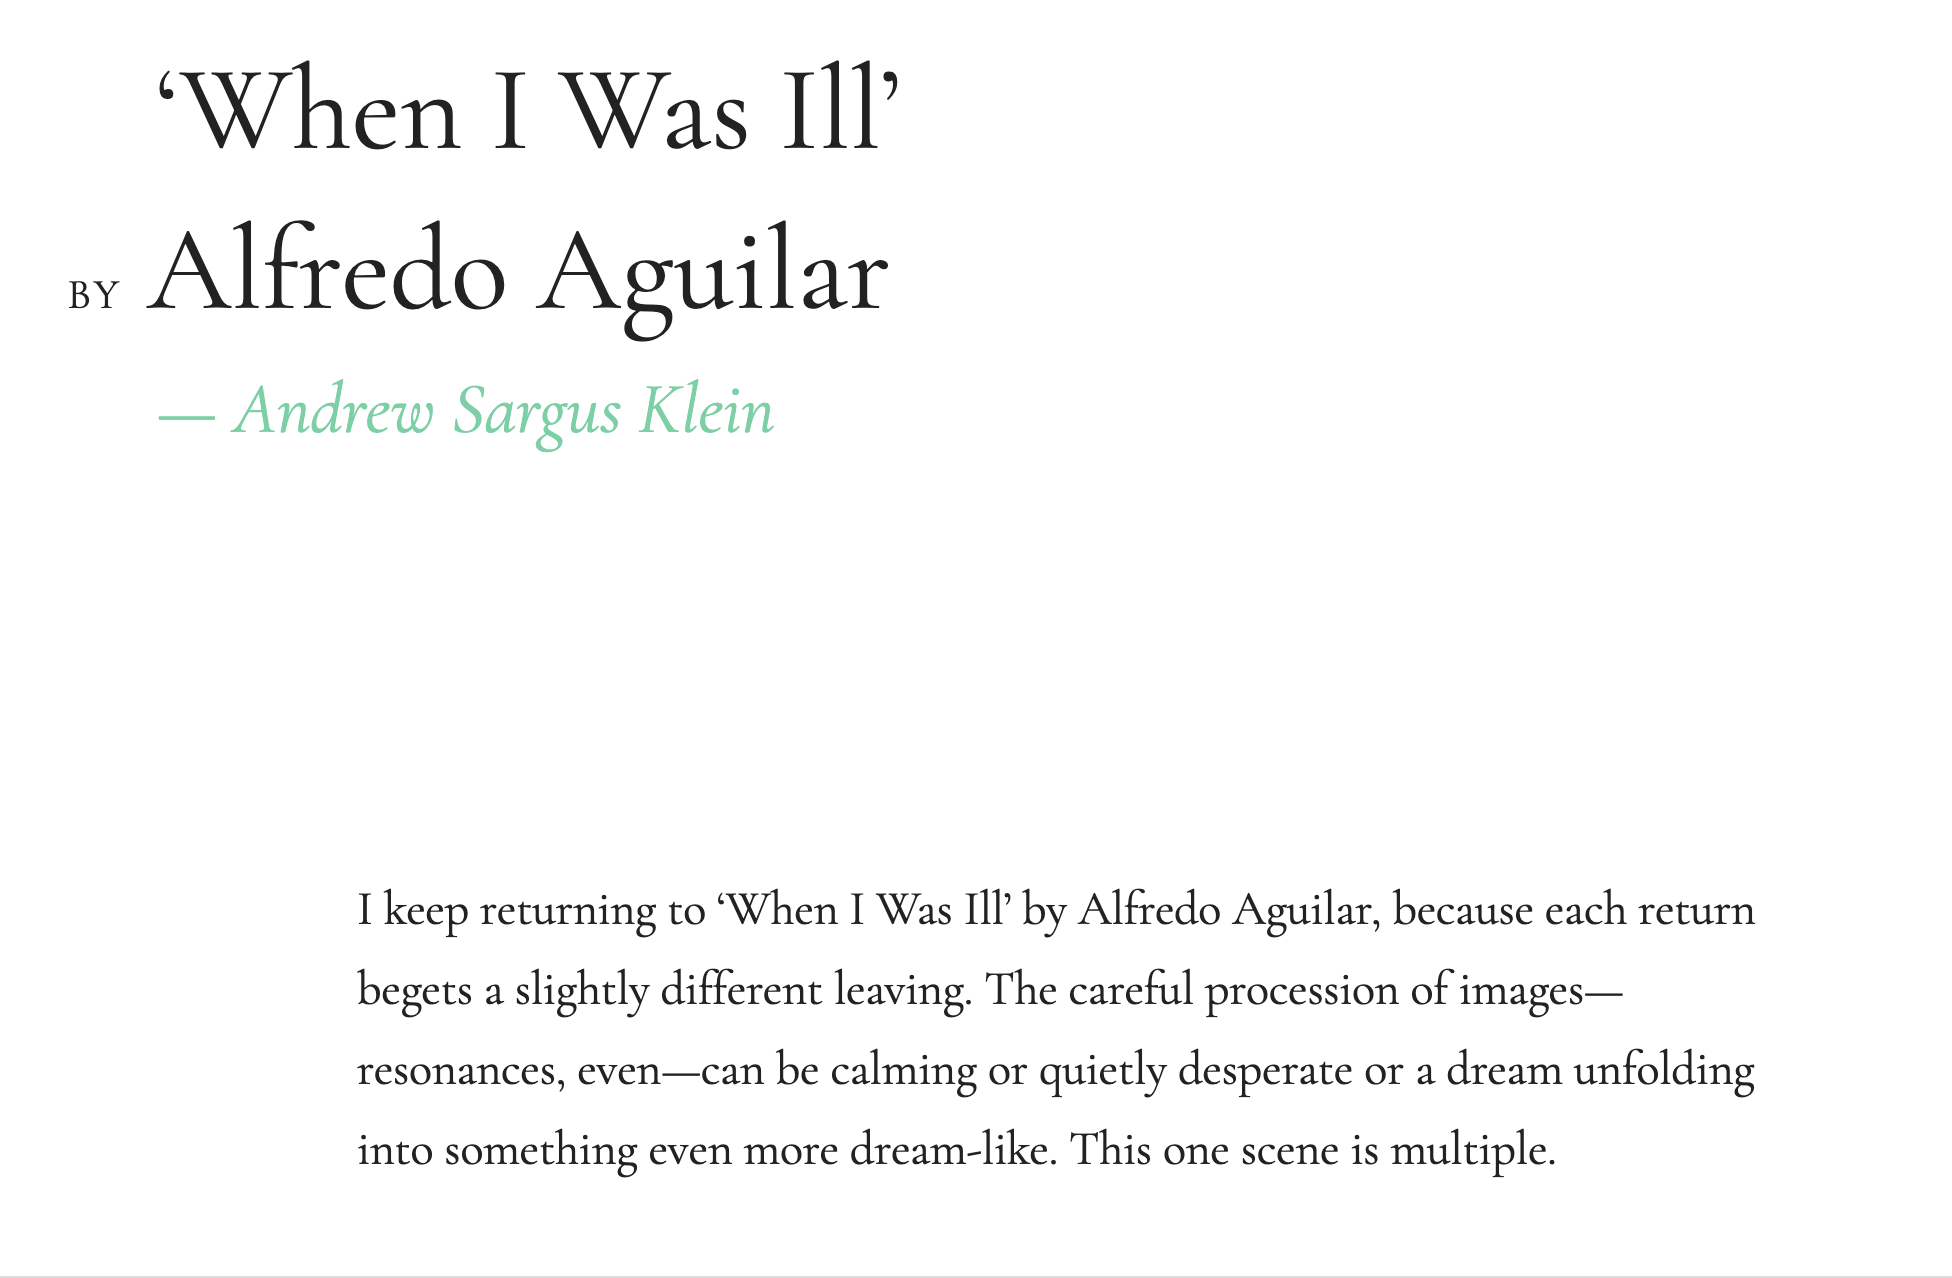 ‘When I Was Ill’
BY Alfredo Aguilar
— Andrew Sargus Klein
I keep returning to ‘When I Was Ill’ by Alfredo Aguilar, because each return
begets a slightly different leaving. The careful procession of images—
resonances, even—can be calming or quietly desperate or a dream unfolding
into something even more dream-like. This one scene is multiple.